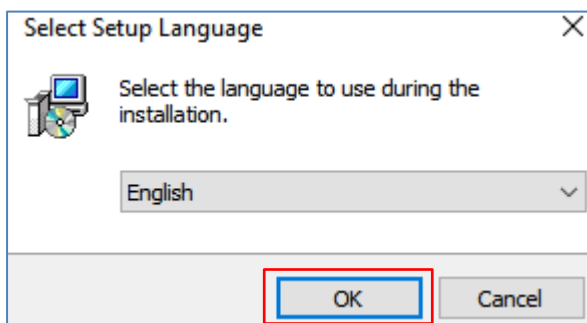 Select Setup Language
Select the language to use during the
installation.
English
OK
Cancel